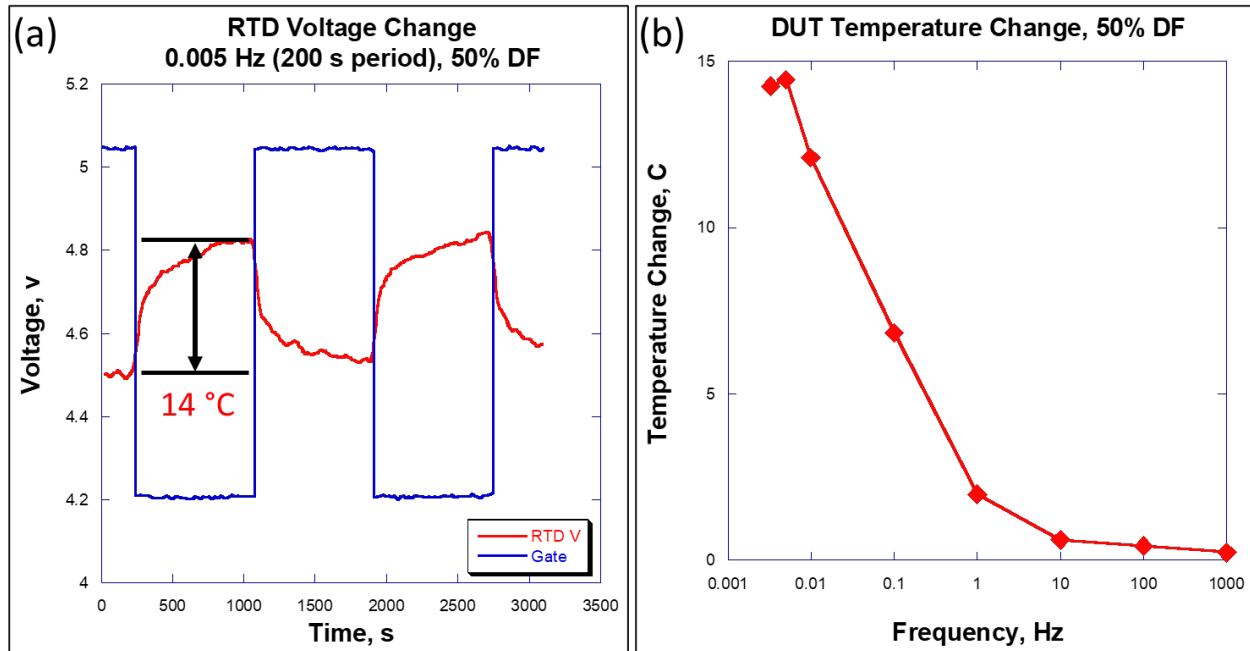 (a)
RTD Voltage Change
0.005 Hz (200 s period), 50% DF
5.2
5
4.8
4.6
4.4
4.2
4
Voltage, v
14 °C
RTD V
Gate
0
500
1000
1500
2000
2500
3000
3500
Time, s
(b)
DUT Temperature Change, 50% DF
15
10
5
0
Temperature Change, C
0.001
0.01
0.1
1
10
100
1000
Frequency, Hz